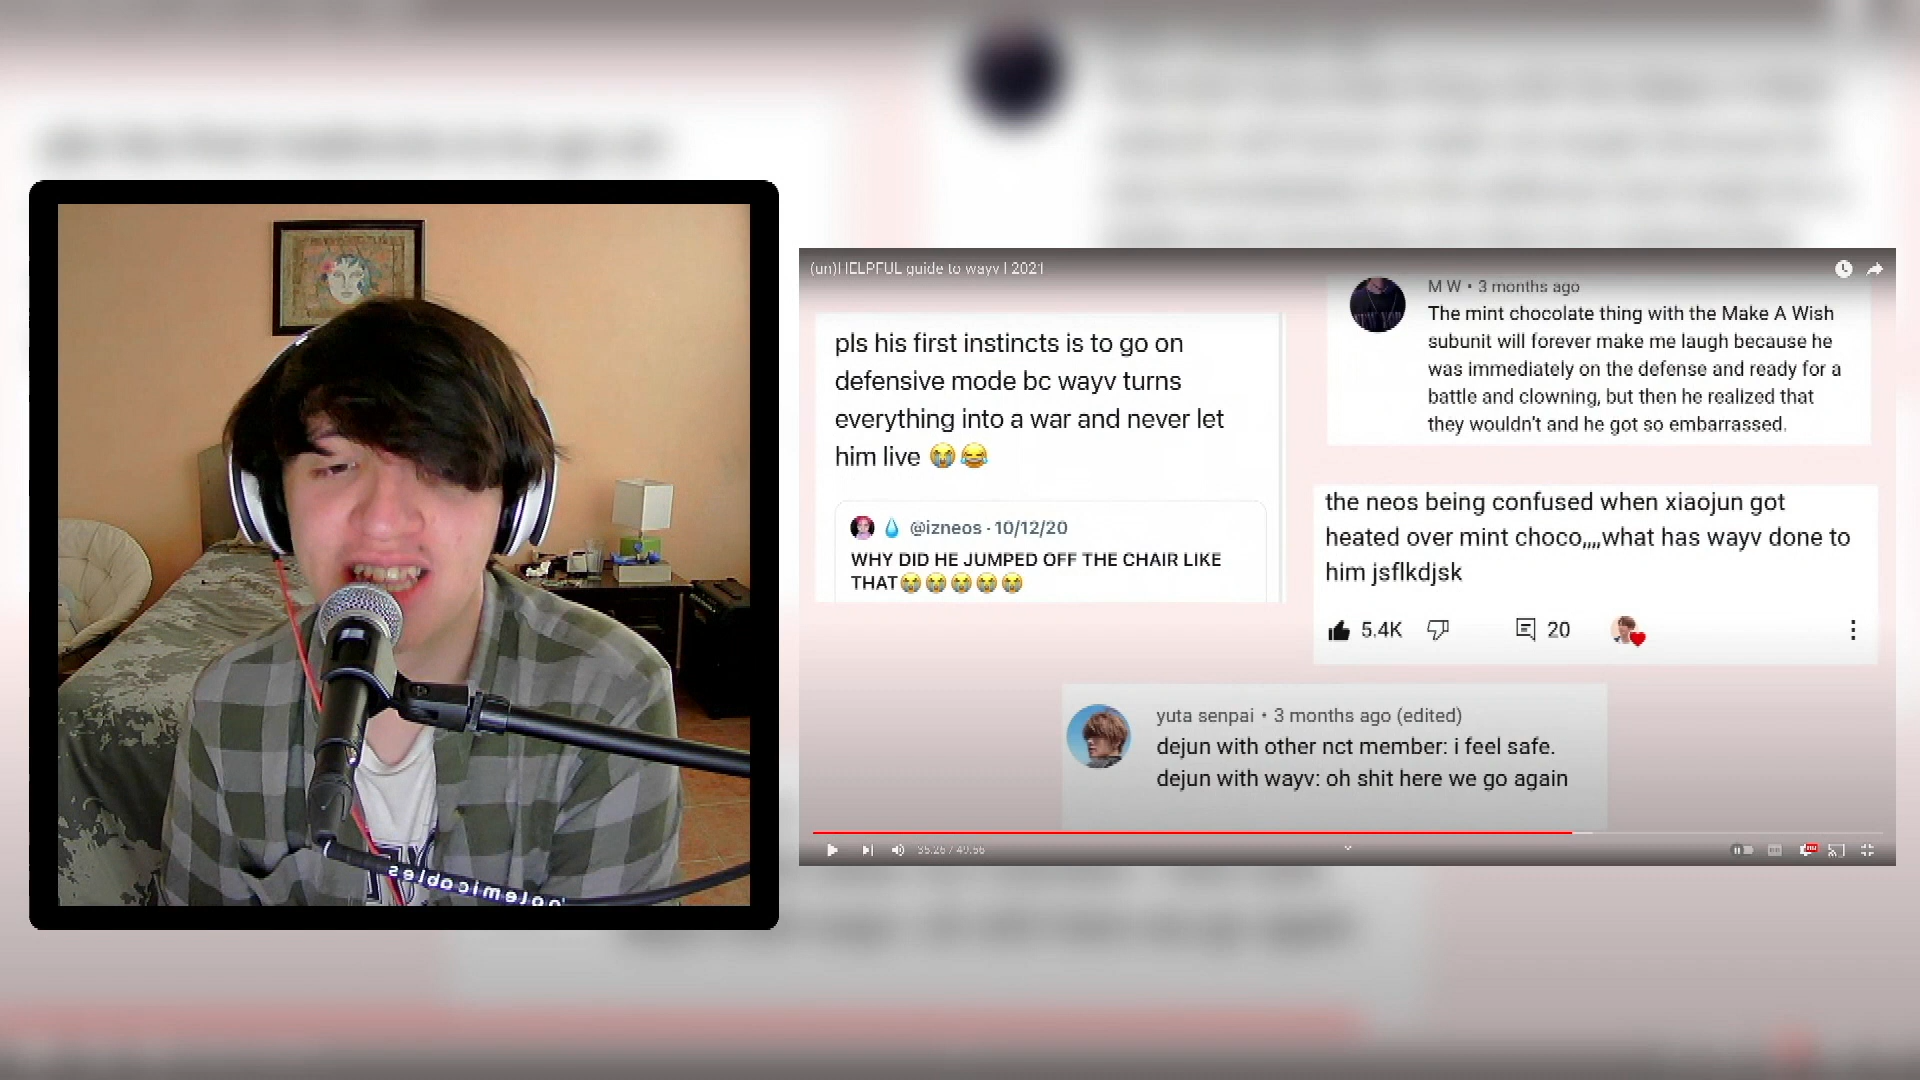 (un)HELPFUL guide to wayv | 2021
pls his first instincts is to go on
defensive mode bc wayv turns
everything into a war and never let
him live 😭😂
💧 @izneos · 10/12/20
WHY DID HE JUMPED OFF THE CHAIR LIKE
THAT😭😭😭😭😭
M W • 3 months ago
The mint chocolate thing with the Make A Wish
subunit will forever make me laugh because he
was immediately on the defense and ready for a
battle and clowning, but then he realized that
they wouldn't and he got so embarrassed.
the neos being confused when xiaojun got
heated over mint choco,,,,what has wayv done to
him jsflkdjsk
5.4K
20
yuta senpai • 3 months ago (edited)
dejun with other nct member: i feel safe.
dejun with wayv: oh shit here we go again
35:26 / 49:56